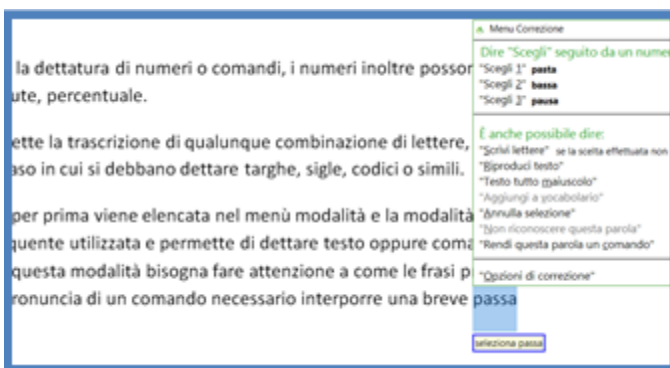 la dettatura di numeri o comandi, i numeri inoltre possor
ute, percentuale.
ette la trascrizione di qualunque combinazione di lettere,
aso in cui si debbano dettare targhe, sigle, codici o simili.
per prima viene elencata nel menù modalità e la modalità
quente utilizzata e permette di dettare testo oppure coma
questa modalità bisogna fare attenzione a come le frasi p
ronuncia di un comando necessario interporre una breve passa
Menu Correzione
Dire "Scegli" seguito da un nume
"Scegli 1" pasta
"Scegli 2" bassa
"Scegli 3" pausa
È anche possibile dire:
"Scrivi lettere" se la scelta effettuata non
"Riproduci testo"
"Testo tutto maiuscolo"
"Aggiungi a vocabolario"
"Annulla selezione"
"Non riconoscere questa parola"
"Rendi questa parola un comando"
"Opzioni di correzione"
seleziona passa